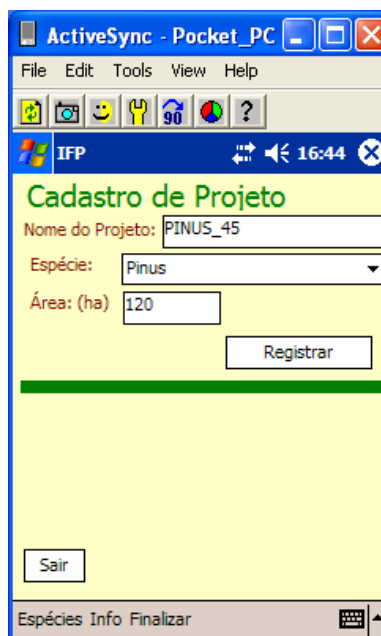 ActiveSync - Pocket_PC
File Edit Tools View Help
90 ?
IFP 16:44
Cadastro de Projeto
Nome do Projeto: PINUS_45
Espécie: Pinus
Área: (ha) 120
Registrar
Sair
Espécies Info Finalizar